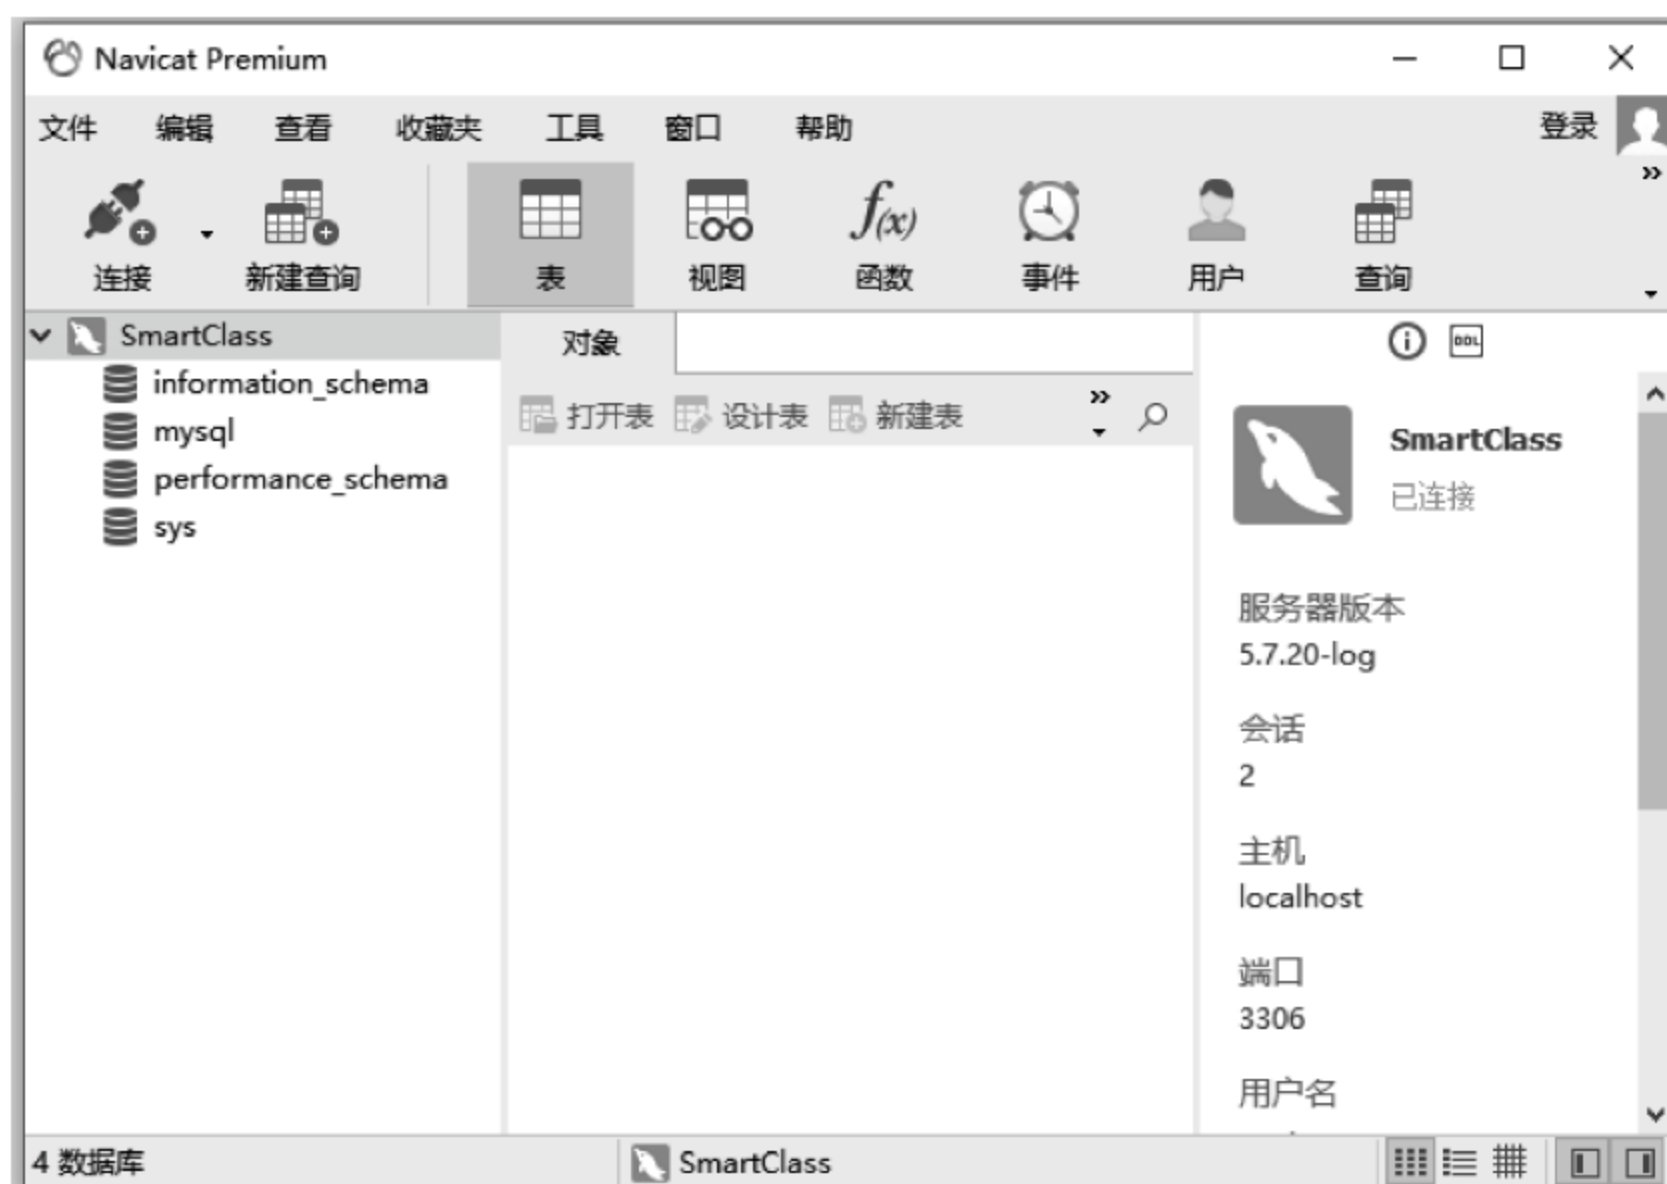 Navicat Premium
文件 编辑 查看 收藏夹 工具 窗口 帮助 登录
连接 新建查询 表 视图 函数 事件 用户 查询
SmartClass
information_schema
mysql
performance_schema
sys
对象
打开表 设计表 新建表
DDL
SmartClass
已连接
服务器版本
5.7.20-log
会话
2
主机
localhost
端口
3306
用户名
4 数据库
SmartClass